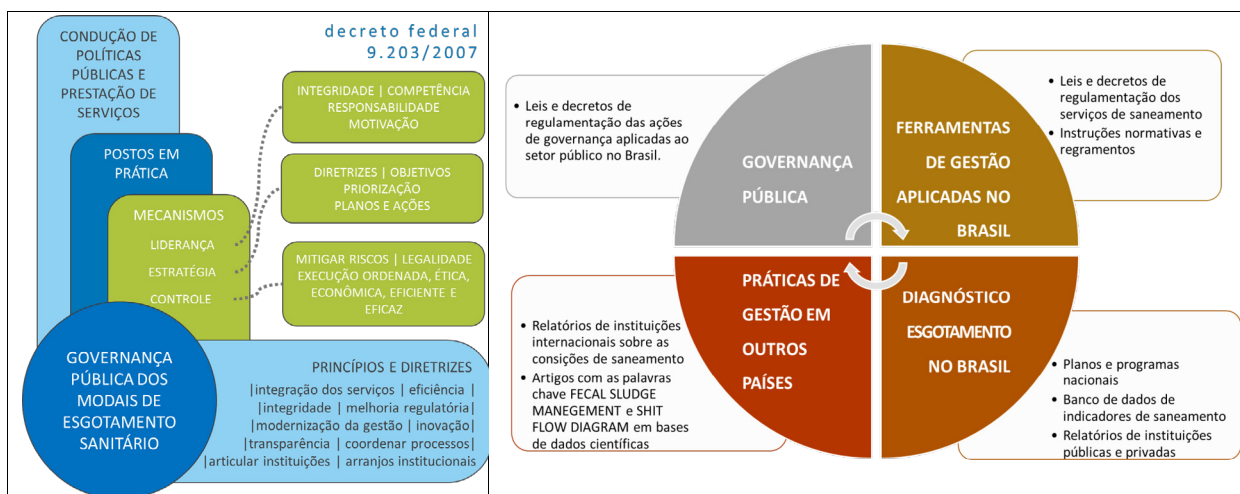 CONDUÇÃO DE
POLÍTICAS
PÚBLICAS E
PRESTAÇÃO DE
SERVIÇOS
decreto federal
9.203/2007
POSTOS EM
PRÁTICA
MECANISMOS
LIDERANÇA
ESTRATÉGIA
CONTROLE
INTEGRIDADE | COMPETÊNCIA
RESPONSABILIDADE
MOTIVAÇÃO
DIRETRIZES | OBJETIVOS
PRIORIZAÇÃO
PLANOS E AÇÕES
MITIGAR RISCOS | LEGALIDADE
EXECUÇÃO ORDENADA, ÉTICA,
ECONÔMICA, EFICIENTE E
EFICAZ
GOVERNANÇA
PÚBLICA DOS
MODAIS DE
ESGOTAMENTO
SANITÁRIO
PRINCÍPIOS E DIRETRIZES
|integração dos serviços | eficiência |
|integridade | melhoria regulatória|
|modernização da gestão | inovação|
|transparência | coordenar processos|
|articular instituições | arranjos institucionais
• Leis e decretos de
regulamentação das ações
de governança aplicadas ao
setor público no Brasil.
GOVERNANÇA
PÚBLICA
FERRAMENTAS
DE GESTÃO
APLICADAS NO
BRASIL
• Leis e decretos de
regulamentação dos
serviços de saneamento
• Instruções normativas e
regramentos
• Relatórios de instituições
internacionais sobre as
consições de saneamento
• Artigos com as palavras
chave FECAL SLUDGE
MANEGEMENT e SHIT
FLOW DIAGRAM em bases
de dados científicas
PRÁTICAS DE
GESTÃO EM
OUTROS
PAÍSES
DIAGNÓSTICO
ESGOTAMENTO
NO BRASIL
• Planos e programas
nacionais
• Banco de dados de
indicadores de saneamento
• Relatórios de instituições
públicas e privadas